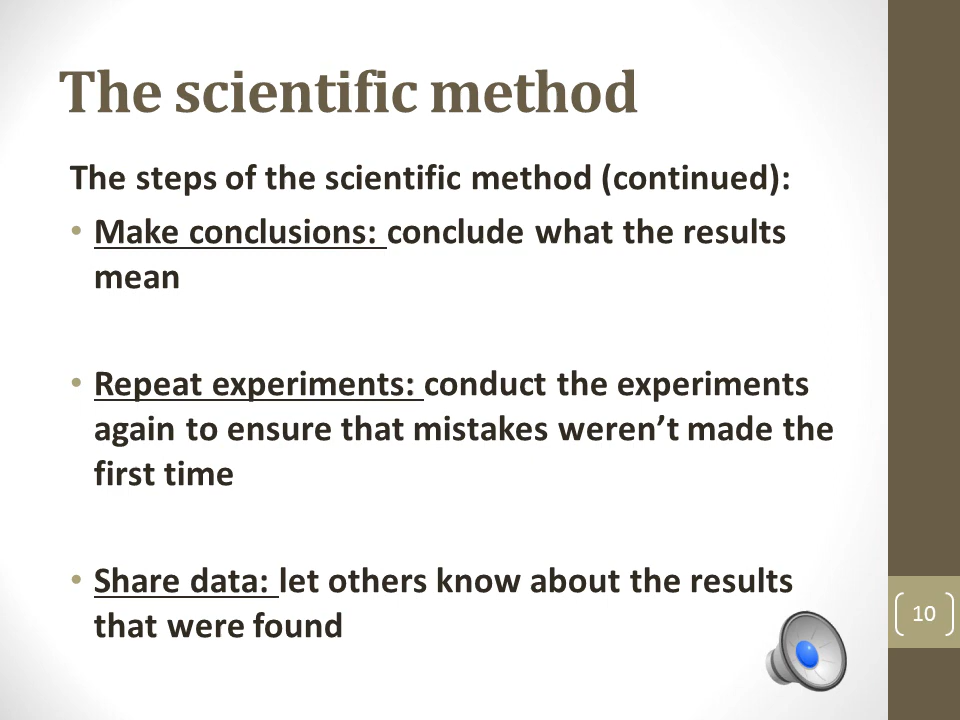 The scientific method
The steps of the scientific method (continued):
• Make conclusions: conclude what the results
mean
• Repeat experiments: conduct the experiments
again to ensure that mistakes weren’t made the
first time
• Share data: let others know about the results
that were found
10